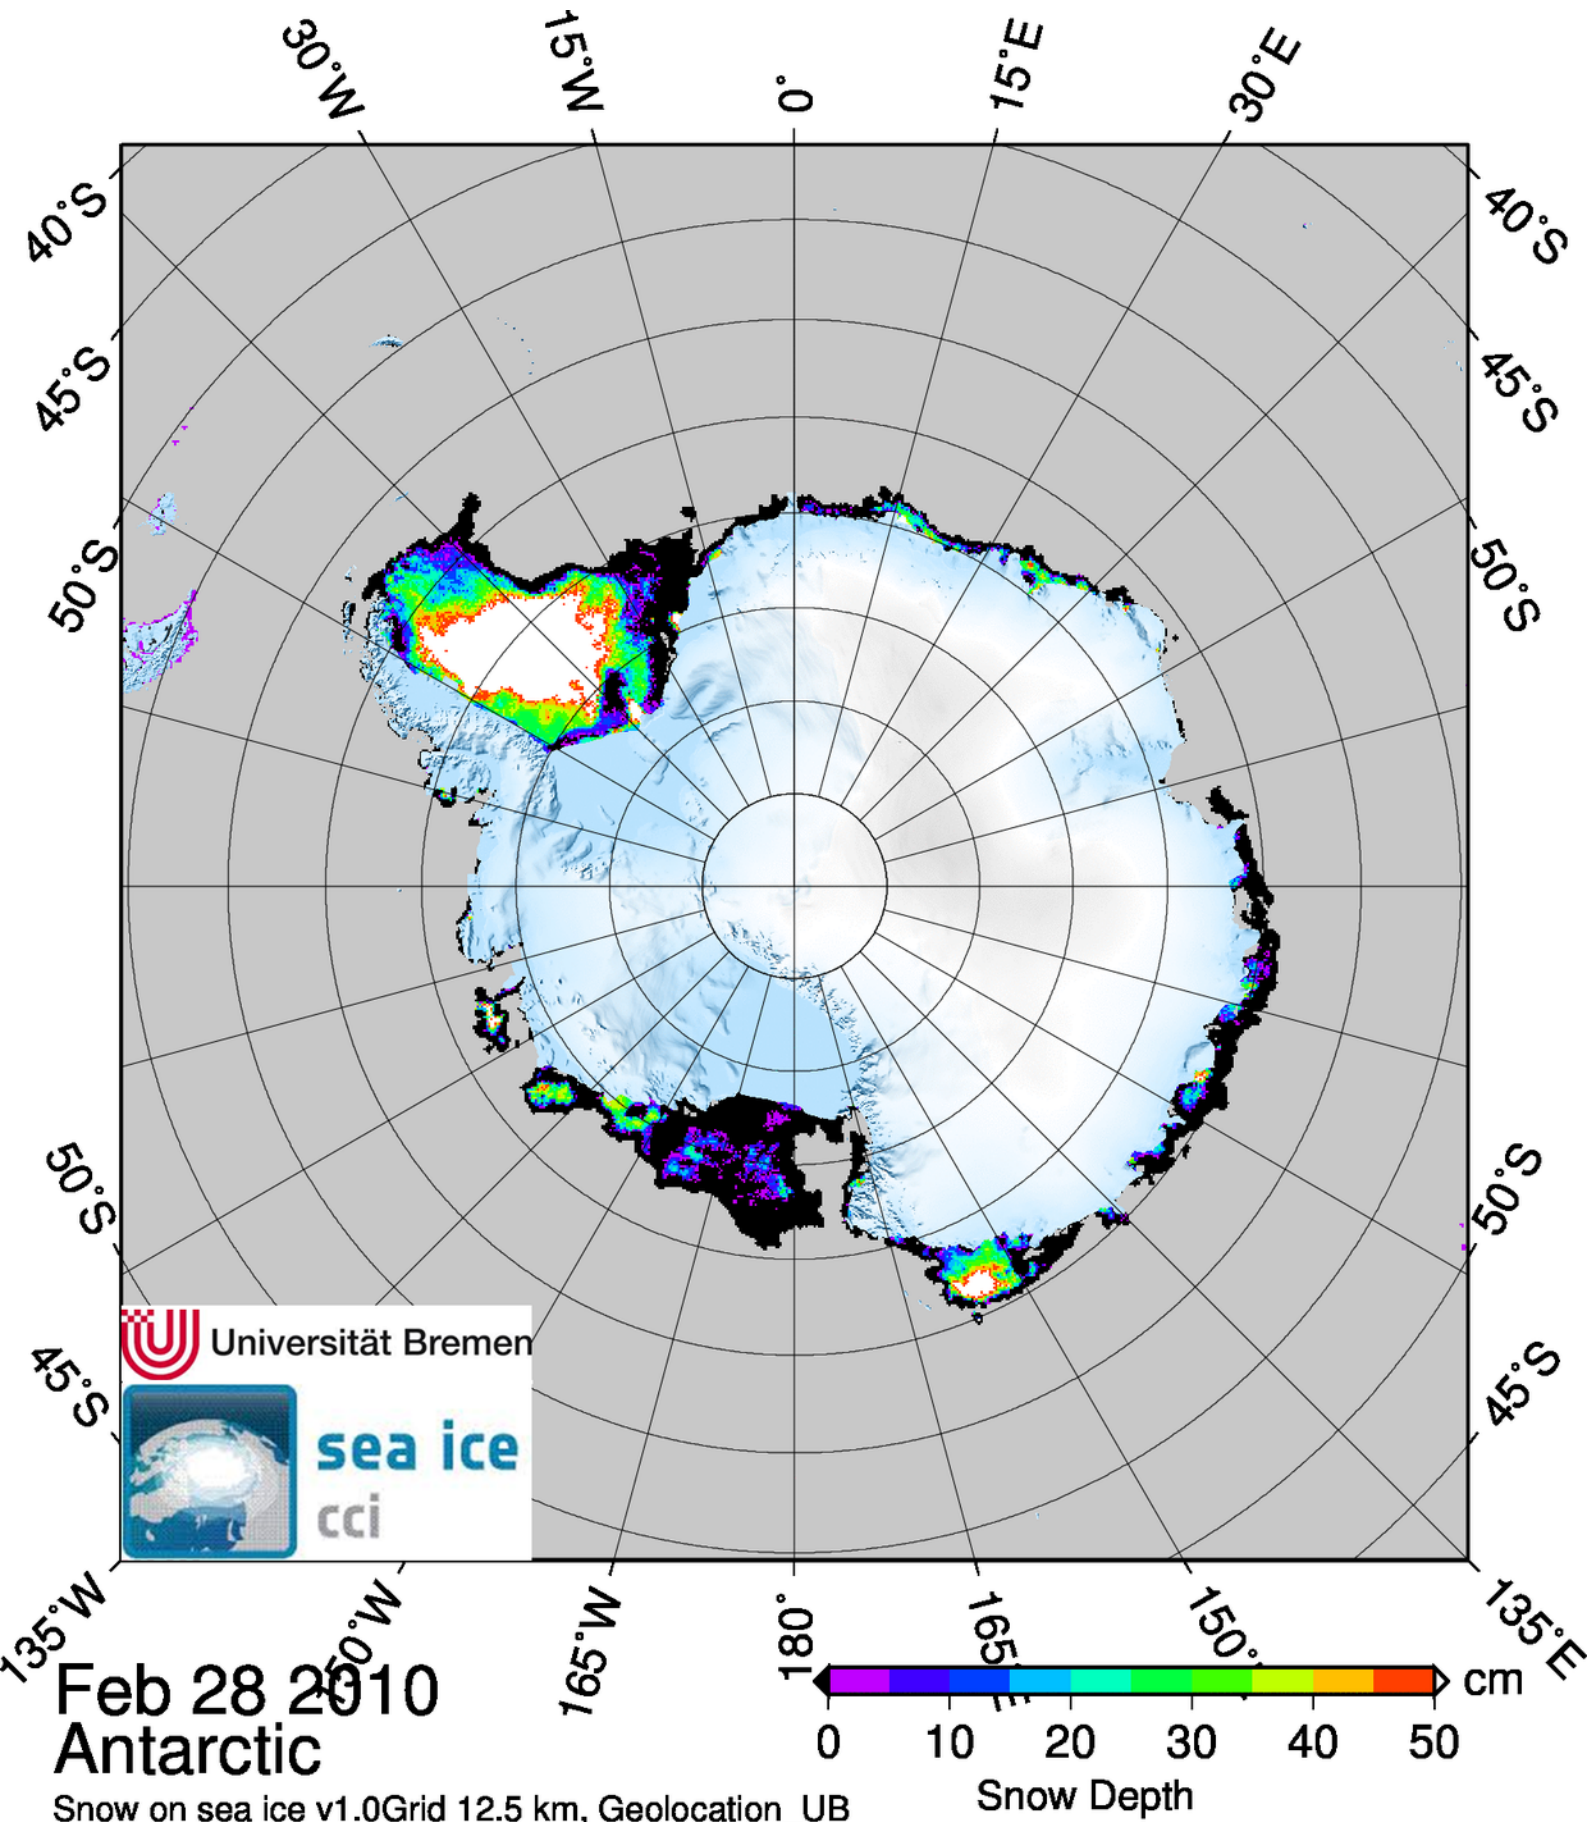 30°W 15°W 0° 15°E 30°E
40°S 40°S
45°S 45°S
50°S 50°S
50°S 50°S
45°S 45°S
Universität Bremen
sea ice
cci
135°W 165°W 180° 135°E
Feb 28 2010
Antarctic
Snow on sea ice v1.0Grid 12.5 km, Geolocation UB
cm
0 10 20 30 40 50
Snow Depth